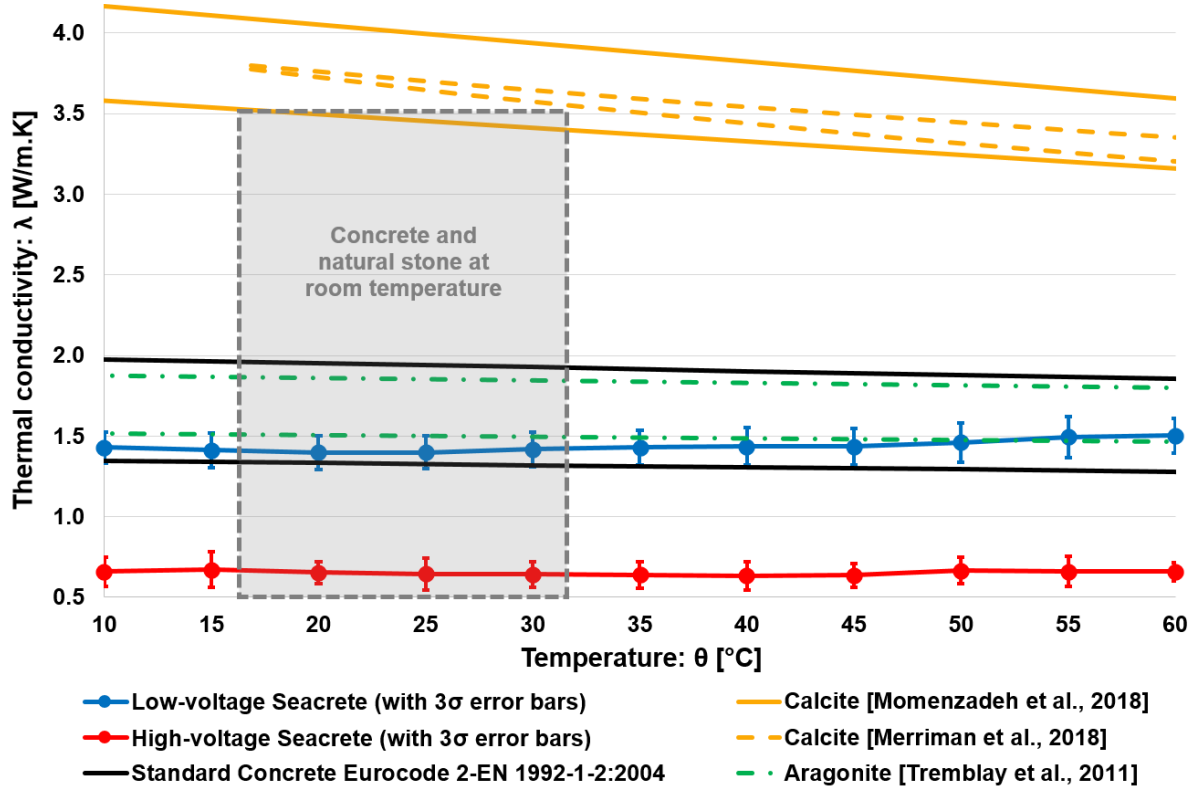 Thermal conductivity: λ [W/m.K]
4.0
3.5
3.0
2.5
2.0
1.5
1.0
0.5
Concrete and
natural stone at
room temperature
10 15 20 25 30 35 40 45 50 55 60
Temperature: θ [°C]
Low-voltage Seacrete (with 3σ error bars)
High-voltage Seacrete (with 3σ error bars)
Standard Concrete Eurocode 2-EN 1992-1-2:2004
Calcite [Momenzadeh et al., 2018]
Calcite [Merriman et al., 2018]
Aragonite [Tremblay et al., 2011]